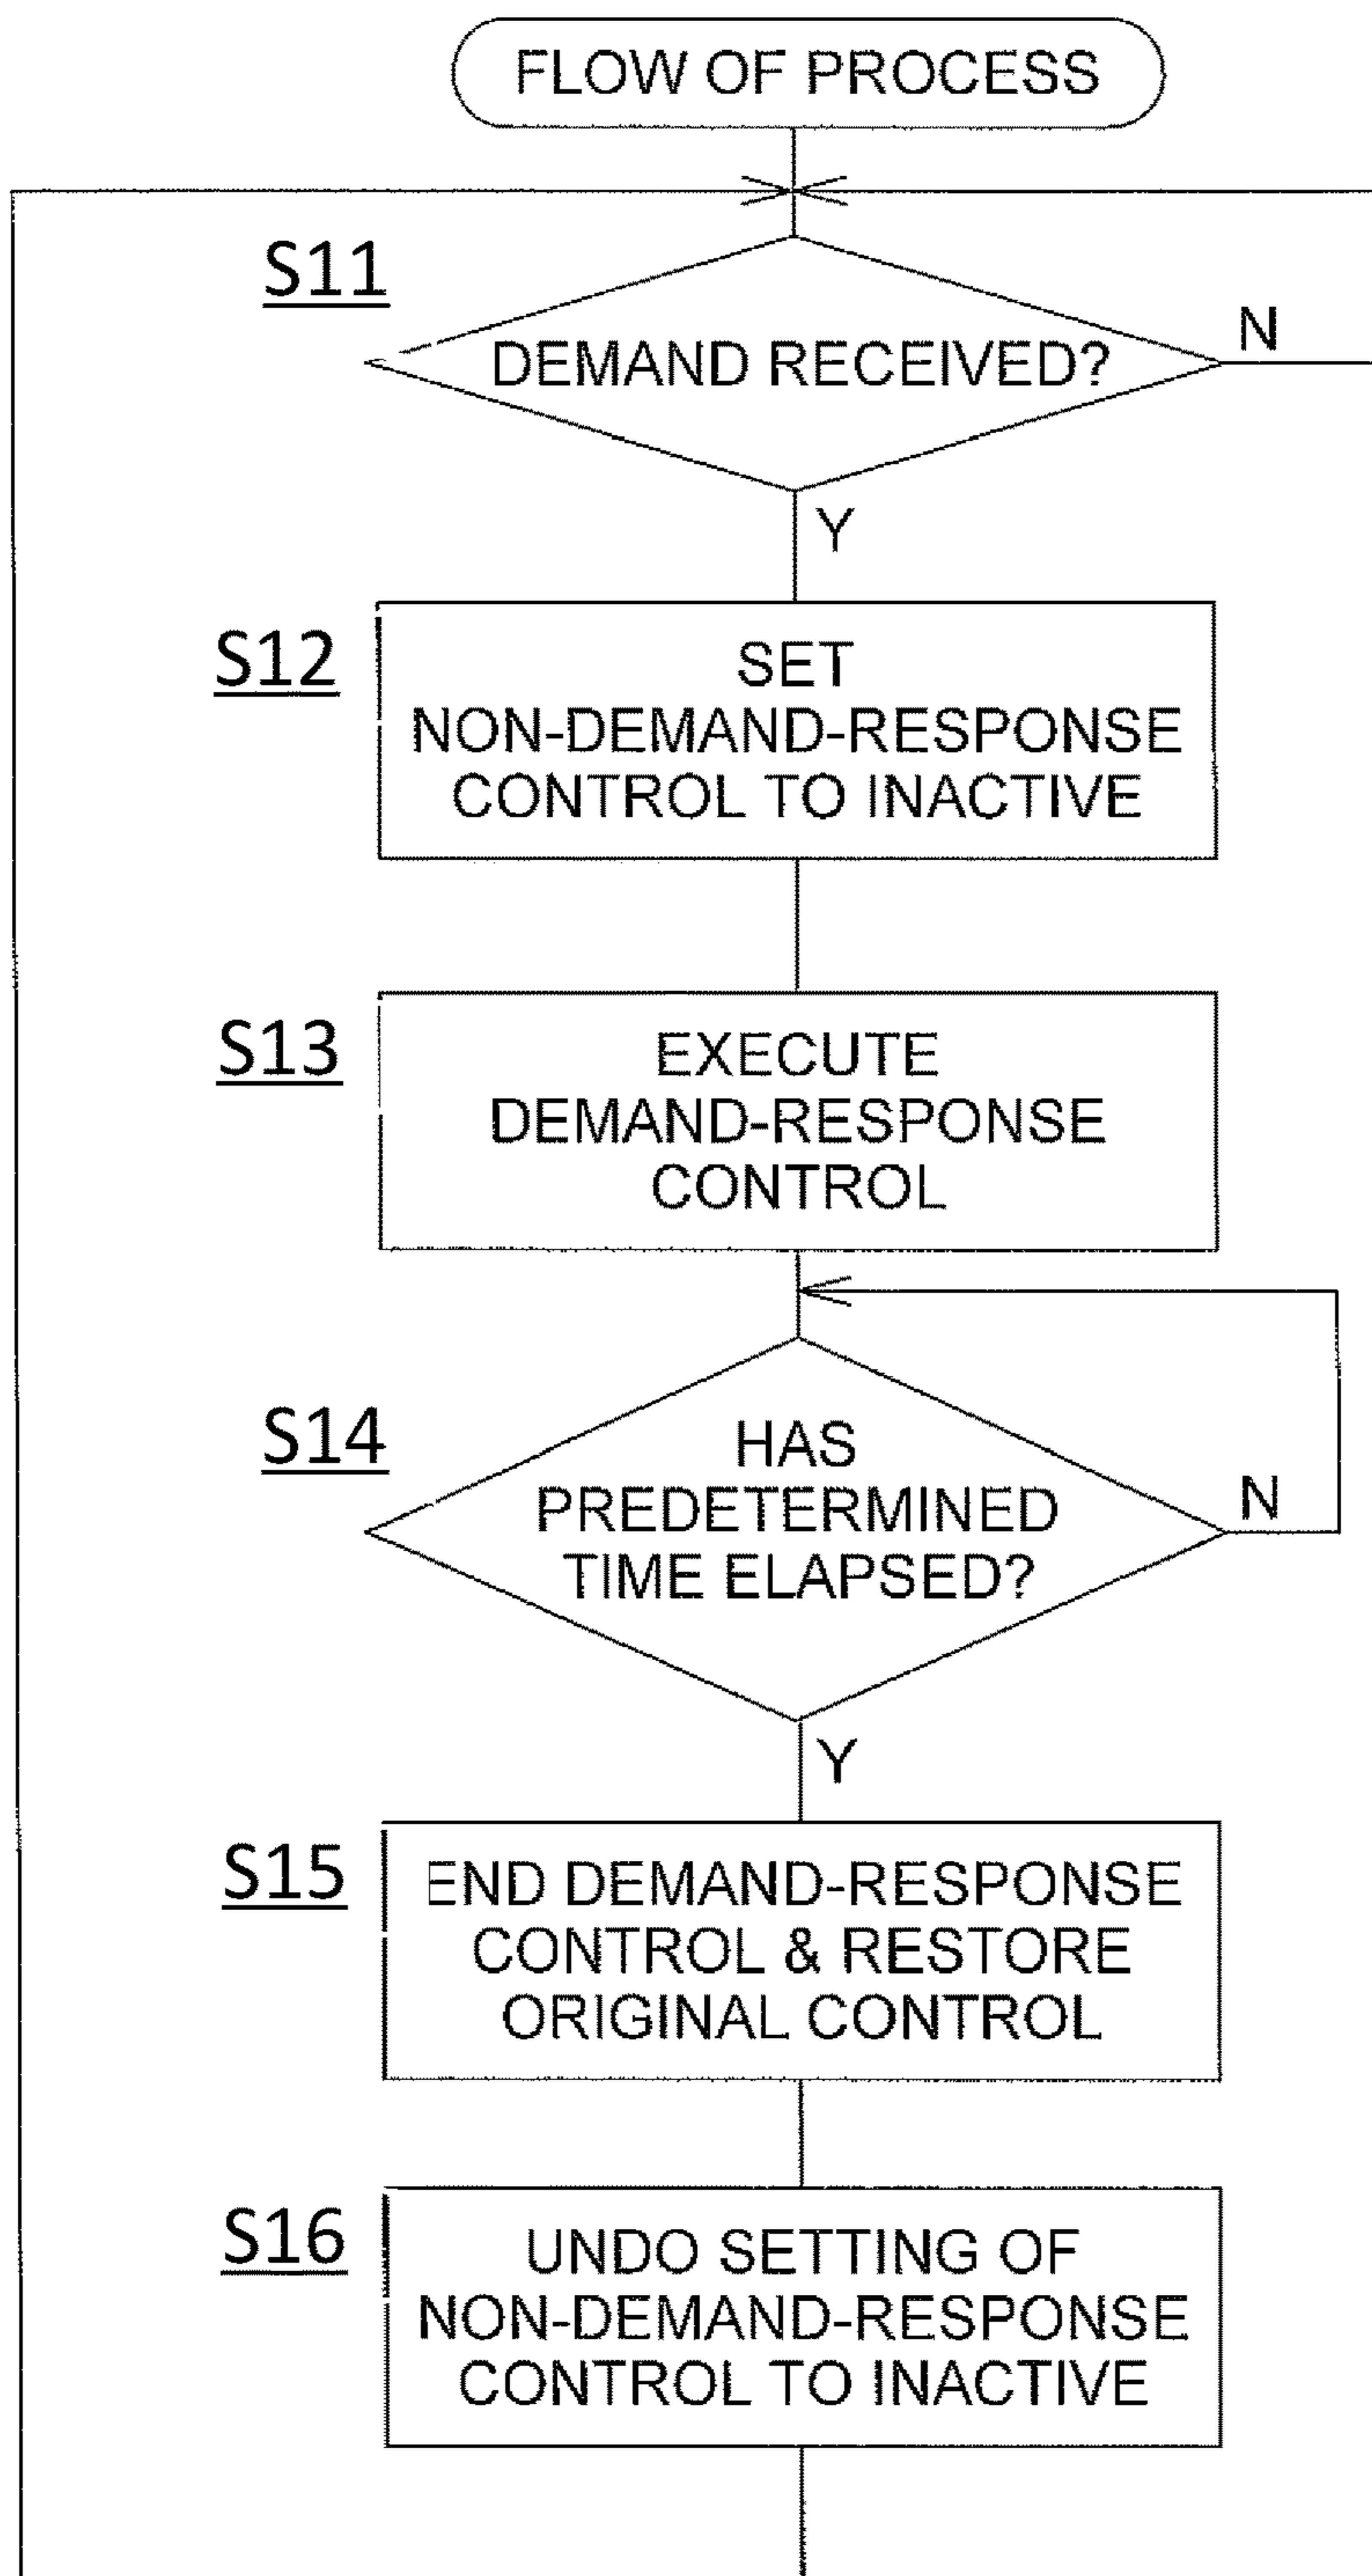 FLOW OF PROCESS
S11
DEMAND RECEIVED?
N
Y
S12
SET
NON-DEMAND-RESPONSE
CONTROL TO INACTIVE
S13
EXECUTE
DEMAND-RESPONSE
CONTROL
S14
HAS
PREDETERMINED
TIME ELAPSED?
N
Y
S15
END DEMAND-RESPONSE
CONTROL & RESTORE
ORIGINAL CONTROL
S16
UNDO SETTING OF
NON-DEMAND-RESPONSE
CONTROL TO INACTIVE